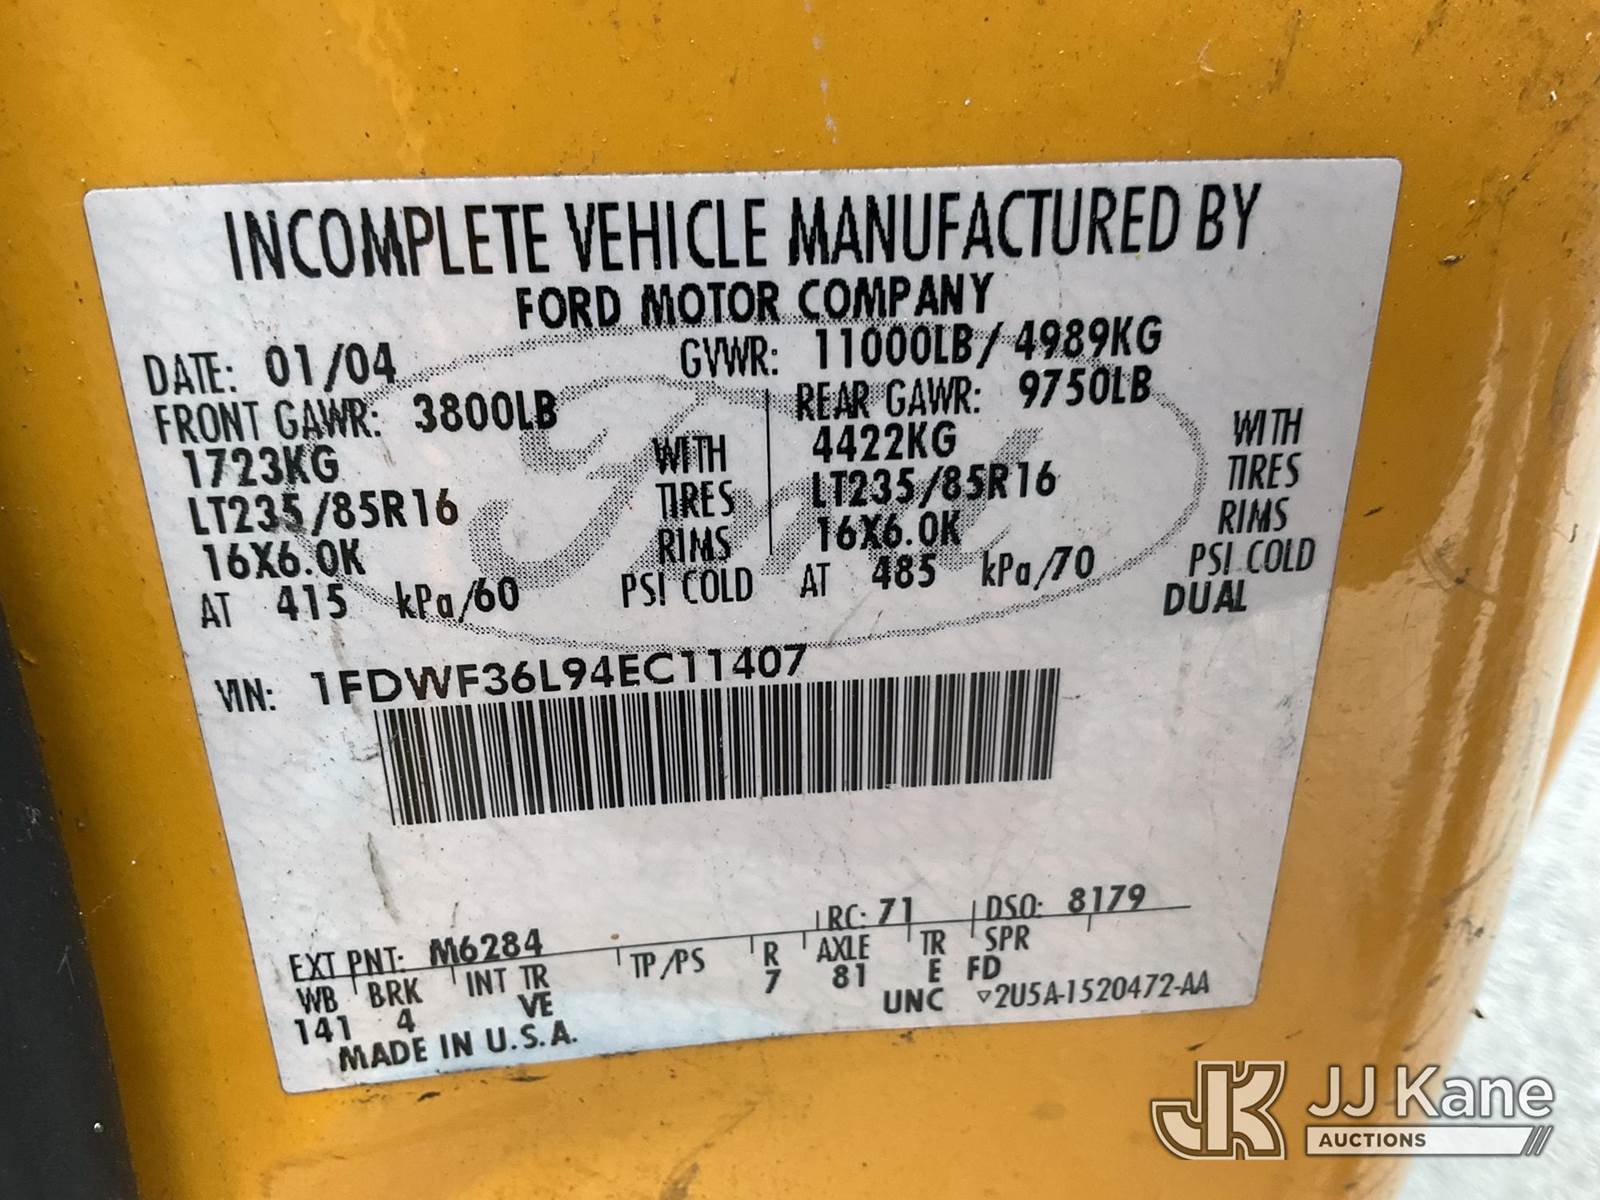 INCOMPLETE VEHICLE MANUFACTURED BY
FORD MOTOR COMPANY
DATE: 01/04 GVWR: 11000LB/ 4989KG
FRONT GAWR: 3800LB REAR GAWR: 9750LB
1723KG WITH 4422KG WITH
LT235/85R16 TIRES LT235/85R16 TIRES
16X6.0K RIMS 16X6.0K RIMS
AT 415 kPa/60 PSI COLD AT 485 kPa/70 PSI COLD
DUAL
VIN: 1FDWF36L94EC11407
EXT PNT: M6284 RC: 71 DSO: 8179
WB BRK INT TR TP/PS R AXLE TR SPR
141 4 VE 7 81 E FD
MADE IN U.S.A. UNC ▽2U5A-1520472-AA
Ford
JK JJ Kane
AUCTIONS